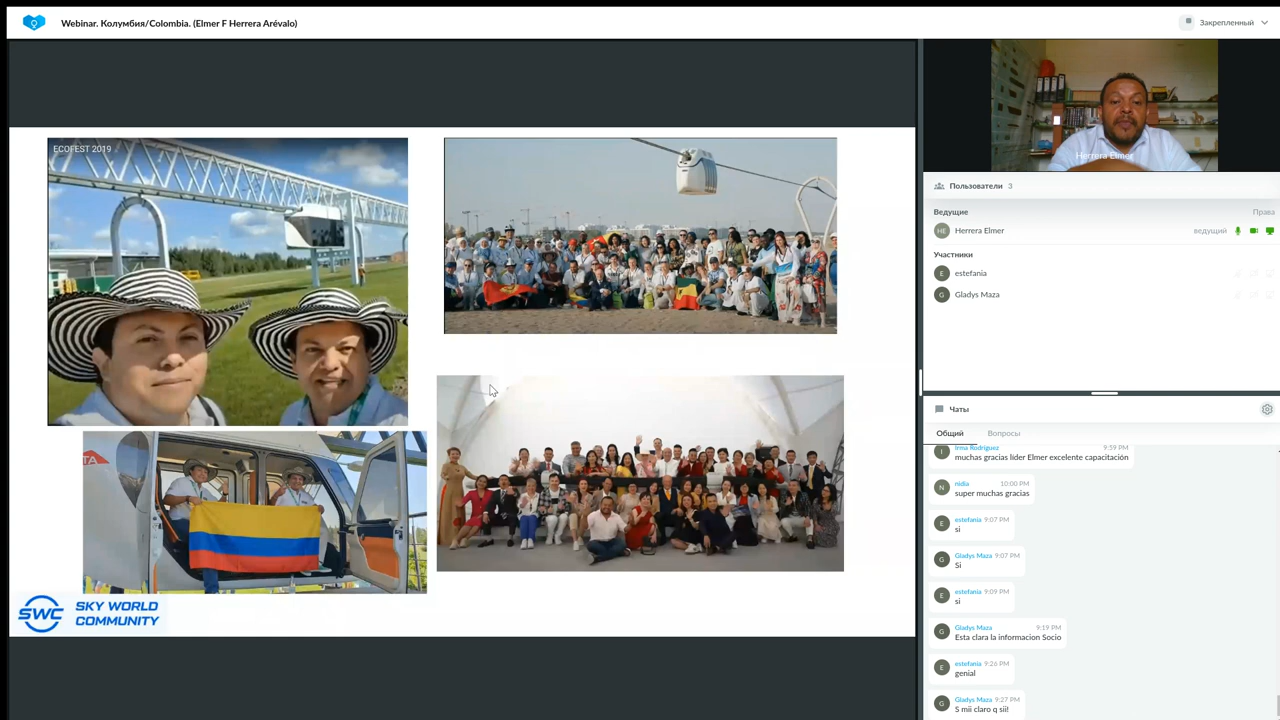 Webinar. Колумбия/Colombia. (Elmer F Herrera Arévalo)
Закрепленный
ECOFEST 2019
TA
SWC
SKY WORLD
COMMUNITY
Herrera Elmer
Пользователи 3
Ведущие
Права
HE
Herrera Elmer
ведущий
Участники
E
estefania
G
Gladys Maza
Чаты
Общий
Вопросы
I
Irma Rodriguez 9:59 PM
muchas gracias líder Elmer excelente capacitación
N
nidia 10:00 PM
super muchas gracias
E
estefania 9:07 PM
si
G
Gladys Maza 9:07 PM
Si
E
estefania 9:09 PM
si
G
Gladys Maza 9:19 PM
Esta clara la informacion Socio
E
estefania 9:26 PM
genial
G
Gladys Maza 9:27 PM
S mii claro q sii!